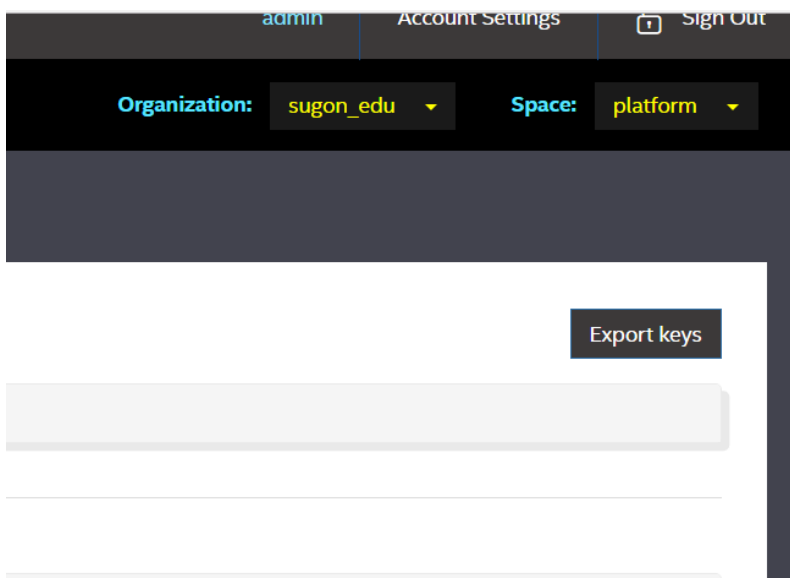 admin Account Settings Sign Out
Organization: sugon_edu Space: platform
Export keys